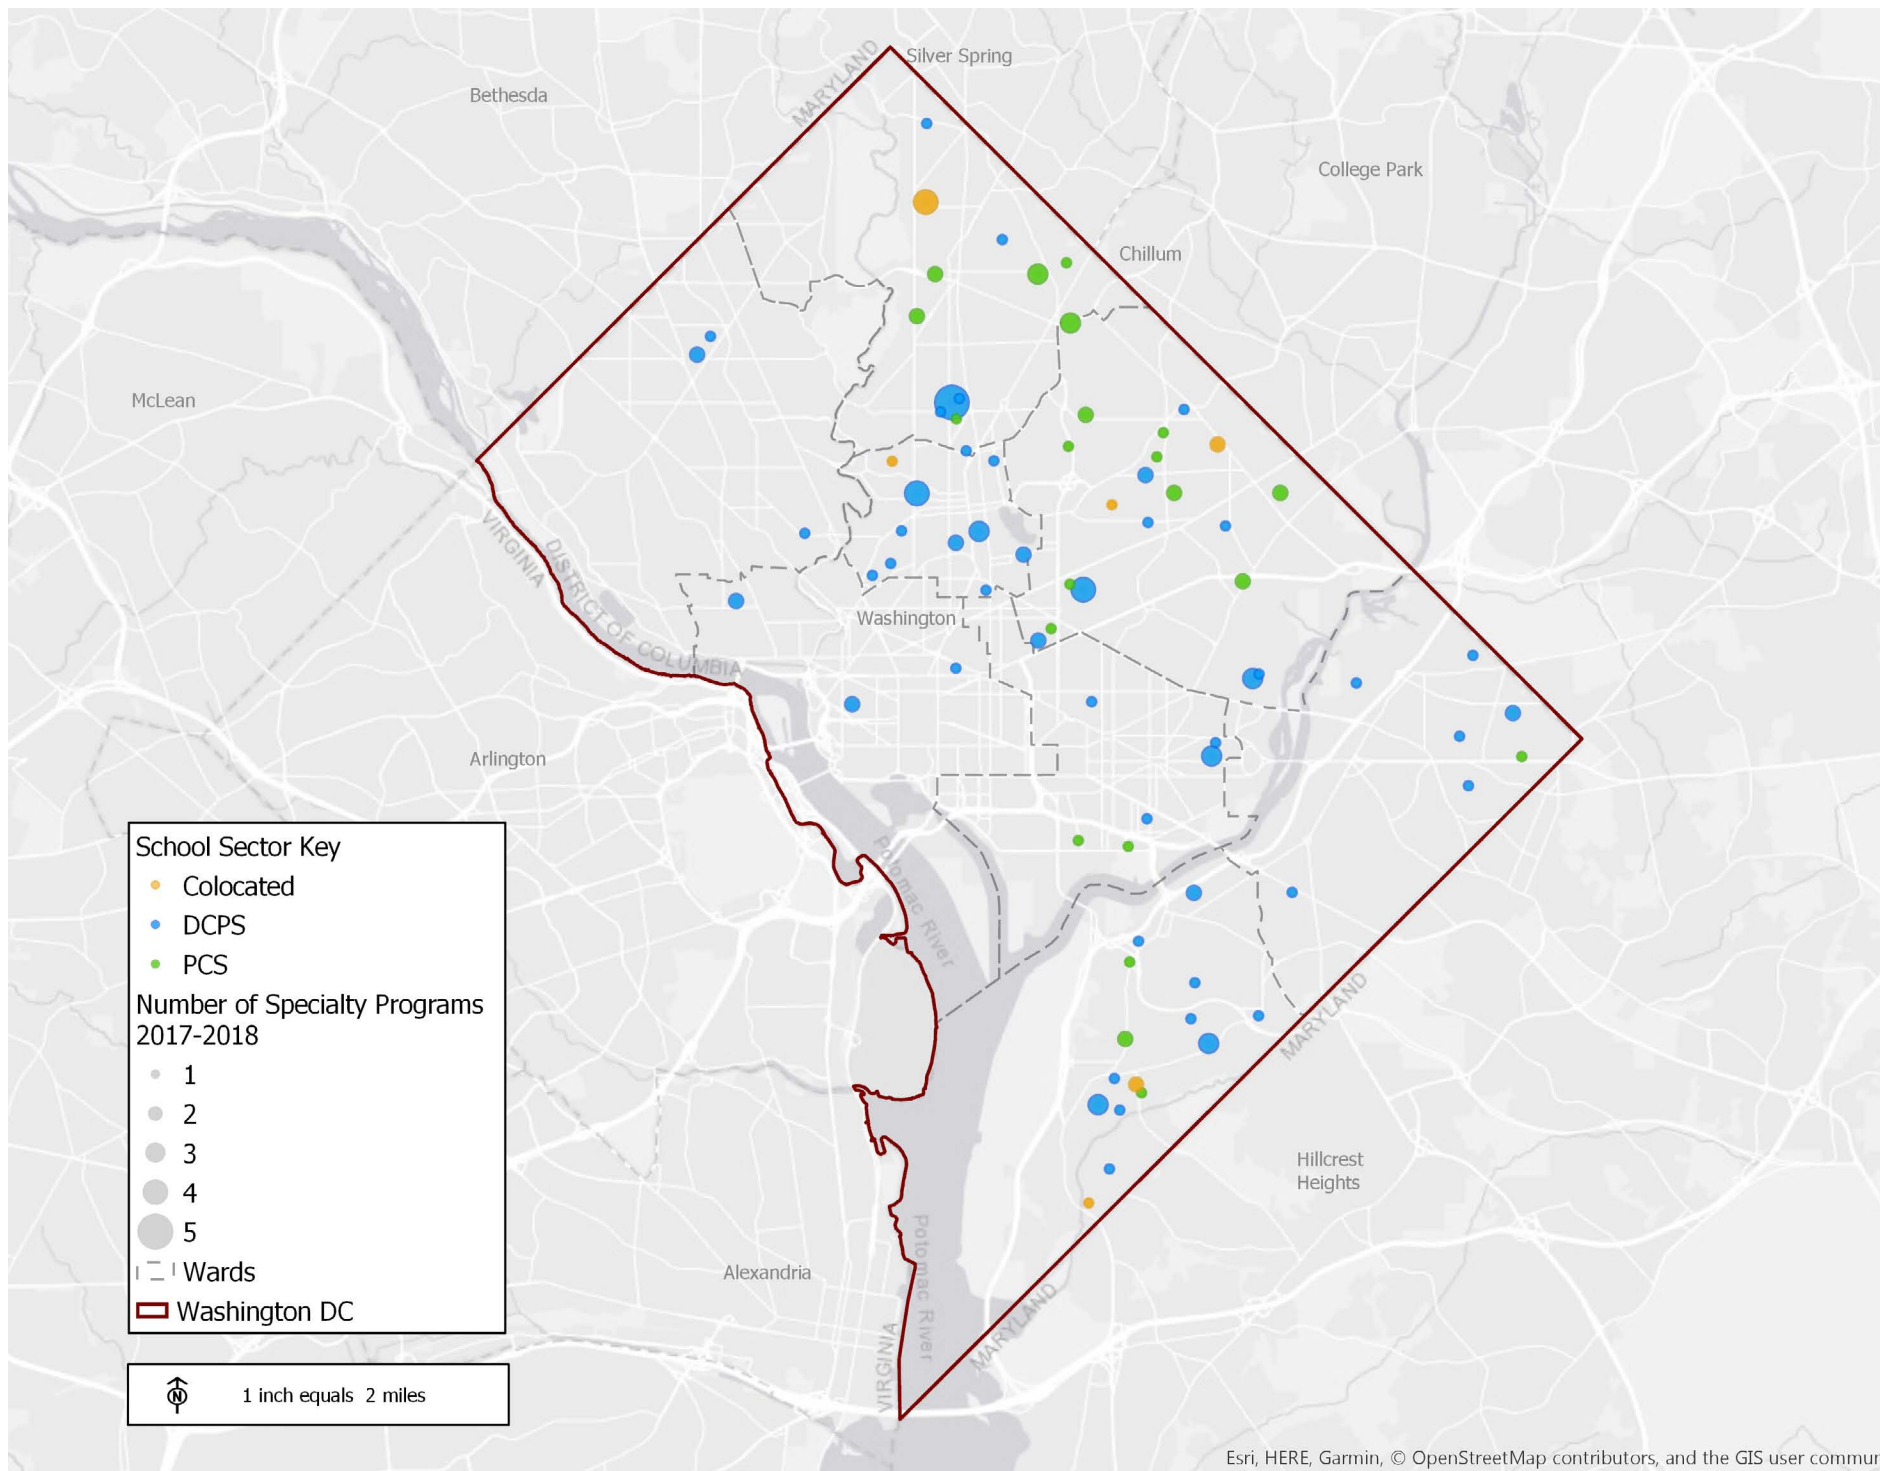 Silver Spring
MARYLAND
Bethesda
College Park
Chillum
McLean
VIRGINIA
DISTRICT OF COLUMBIA
Washington
Arlington
School Sector Key
Colocated
DCPS
PCS
Number of Specialty Programs
2017-2018
1
2
3
4
5
Wards
Washington DC
1 inch equals 2 miles
N
Potomac River
MARYLAND
Hillcrest
Heights
Alexandria
Potomac River
VIRGINIA
MARYLAND
Esri, HERE, Garmin, © OpenStreetMap contributors, and the GIS user commun